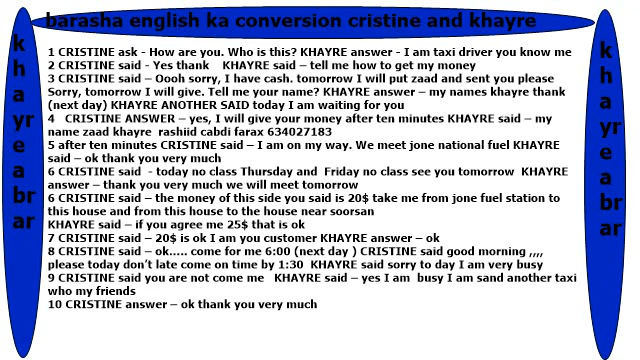 barasha english ka conversion cristine and khayre
k
h
a
yr
e
a
br
ar
1 CRISTINE ask - How are you. Who is this? KHAYRE answer - I am taxi driver you know me
2 CRISTINE said - Yes thank    KHAYRE said – tell me how to get my money
3 CRISTINE said – Oooh sorry, I have cash. tomorrow I will put zaad and sent you please
Sorry, tomorrow I will give. Tell me your name? KHAYRE answer – my names khayre thank
(next day) KHAYRE ANOTHER SAID today I am waiting for you
4   CRISTINE ANSWER – yes, I will give your money after ten minutes KHAYRE said – my
name zaad khayre  rashiid cabdi farax 634027183
5 after ten minutes CRISTINE said – I am on my way. We meet jone national fuel KHAYRE
said – ok thank you very much
6 CRISTINE said  - today no class Thursday and  Friday no class see you tomorrow  KHAYRE
answer – thank you very much we will meet tomorrow
6 CRISTINE said – the money of this side you said is 20$ take me from jone fuel station to
this house and from this house to the house near soorsan
KHAYRE said – if you agree me 25$ that is ok
7 CRISTINE said – 20$ is ok I am you customer KHAYRE answer – ok
8 CRISTINE said – ok..... come for me 6:00 (next day ) CRISTINE said good morning ,,,,
please today don't late come on time by 1:30  KHAYRE said sorry to day I am very busy
9 CRISTINE said you are not come me   KHAYRE said – yes I am  busy I am sand another taxi
who my friends
10 CRISTINE answer – ok thank you very much
k
h
a
yr
e
a
br
ar